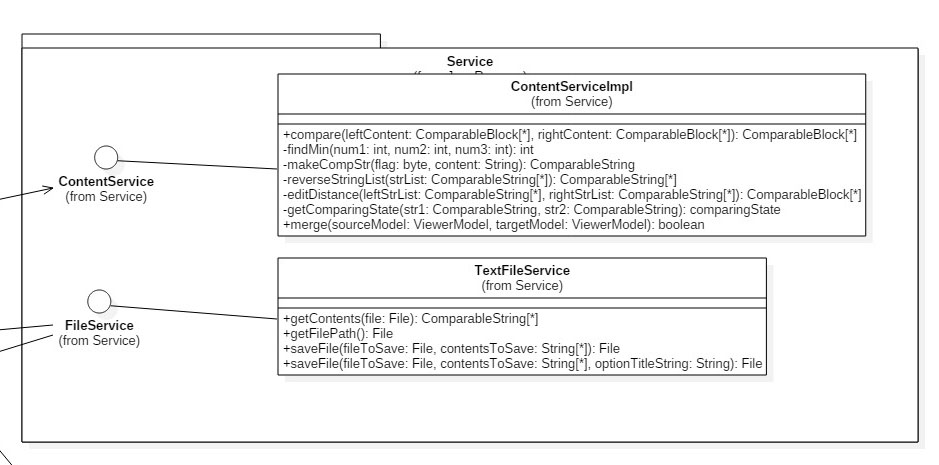 Service
ContentServiceImpl
(from Service)
+compare(leftContent: ComparableBlock[*], rightContent: ComparableBlock[*]): ComparableBlock[*]
-findMin(num1: int, num2: int, num3: int): int
-makeCompStr(flag: byte, content: String): ComparableString
-reverseStringList(strList: ComparableString[*]): ComparableString[*]
-editDistance(leftStrList: ComparableString[*], rightStrList: ComparableString[*]): ComparableBlock[*]
-getComparingState(str1: ComparableString, str2: ComparableString): comparingState
+merge(sourceModel: ViewerModel, targetModel: ViewerModel): boolean
ContentService
(from Service)
TextFileService
(from Service)
+getContents(file: File): ComparableString[*]
+getFilePath(): File
+saveFile(fileToSave: File, contentsToSave: String[*]): File
+saveFile(fileToSave: File, contentsToSave: String[*], optionTitleString: String): File
FileService
(from Service)